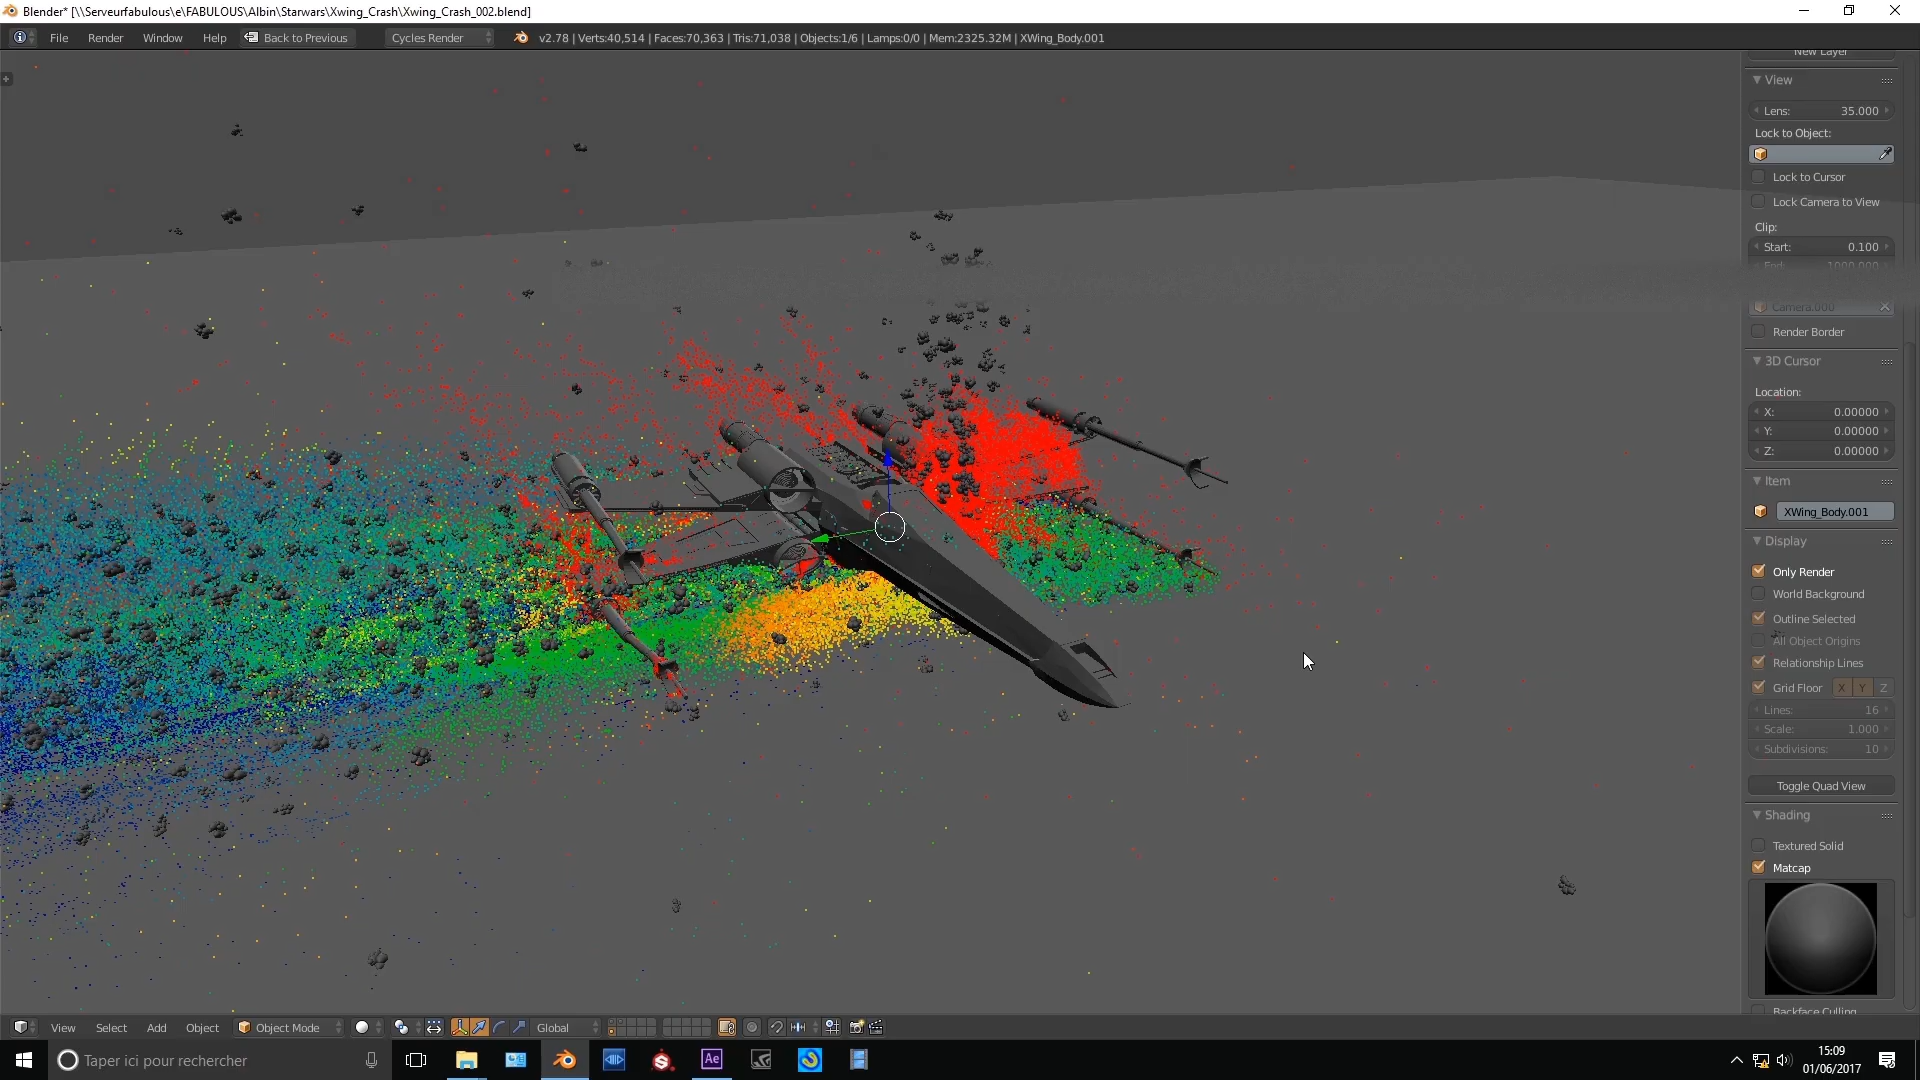 Blender* [\\Serveurfabulous\e\FABULOUS\Albin\Starwars\Xwing_Crash\Xwing_Crash_002.blend]
File Render Window Help Back to Previous Cycles Render v2.78 | Verts:40,514 | Faces:70,363 | Tris:71,038 | Objects:1/6 | Lamps:0/0 | Mem:2325.32M | XWing_Body.001
New Layer
View
Lens: 35.000
Lock to Object:
Lock to Cursor
Lock Camera to View
Clip:
Start: 0.100
End: 1000.000
Camera.000
Render Border
3D Cursor
Location:
X: 0.00000
Y: 0.00000
Z: 0.00000
Item
XWing_Body.001
Display
Only Render
World Background
Outline Selected
All Object Origins
Relationship Lines
Grid Floor X Y Z
Lines: 16
Scale: 1.000
Subdivisions: 10
Toggle Quad View
Shading
Textured Solid
Matcap
Backface Culling
View Select Add Object Object Mode Global
Taper ici pour rechercher
Ae
15:09
01/06/2017